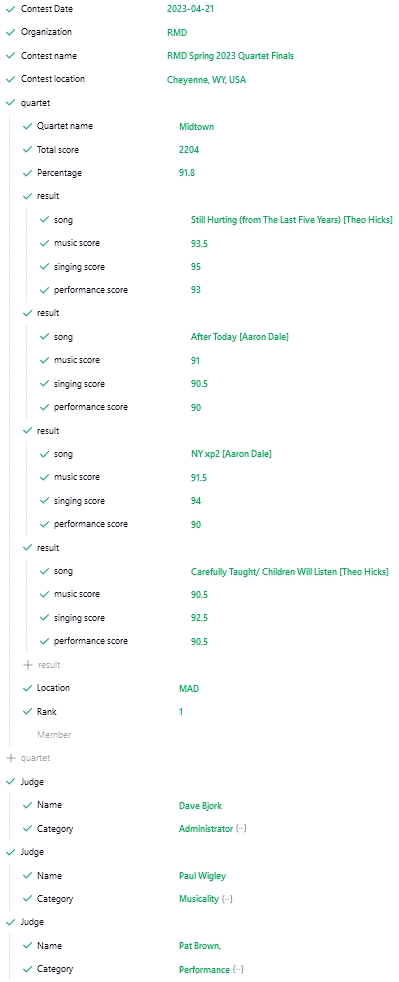 Contest Date 2023-04-21
Organization RMD
Contest name RMD Spring 2023 Quartet Finals
Contest location Cheyenne, WY, USA
quartet
Quartet name Midtown
Total score 2204
Percentage 91.8
result
song Still Hurting (from The Last Five Years) [Theo Hicks]
music score 93.5
singing score 95
performance score 93
result
song After Today [Aaron Dale]
music score 91
singing score 90.5
performance score 90
result
song NY xp2 [Aaron Dale]
music score 91.5
singing score 94
performance score 90
result
song Carefully Taught/ Children Will Listen [Theo Hicks]
music score 90.5
singing score 92.5
performance score 90.5
+ result
Location MAD
Rank 1
Member
+ quartet
Judge
Name Dave Bjork
Category Administrator {··}
Judge
Name Paul Wigley
Category Musicality {··}
Judge
Name Pat Brown,
Category Performance {··}